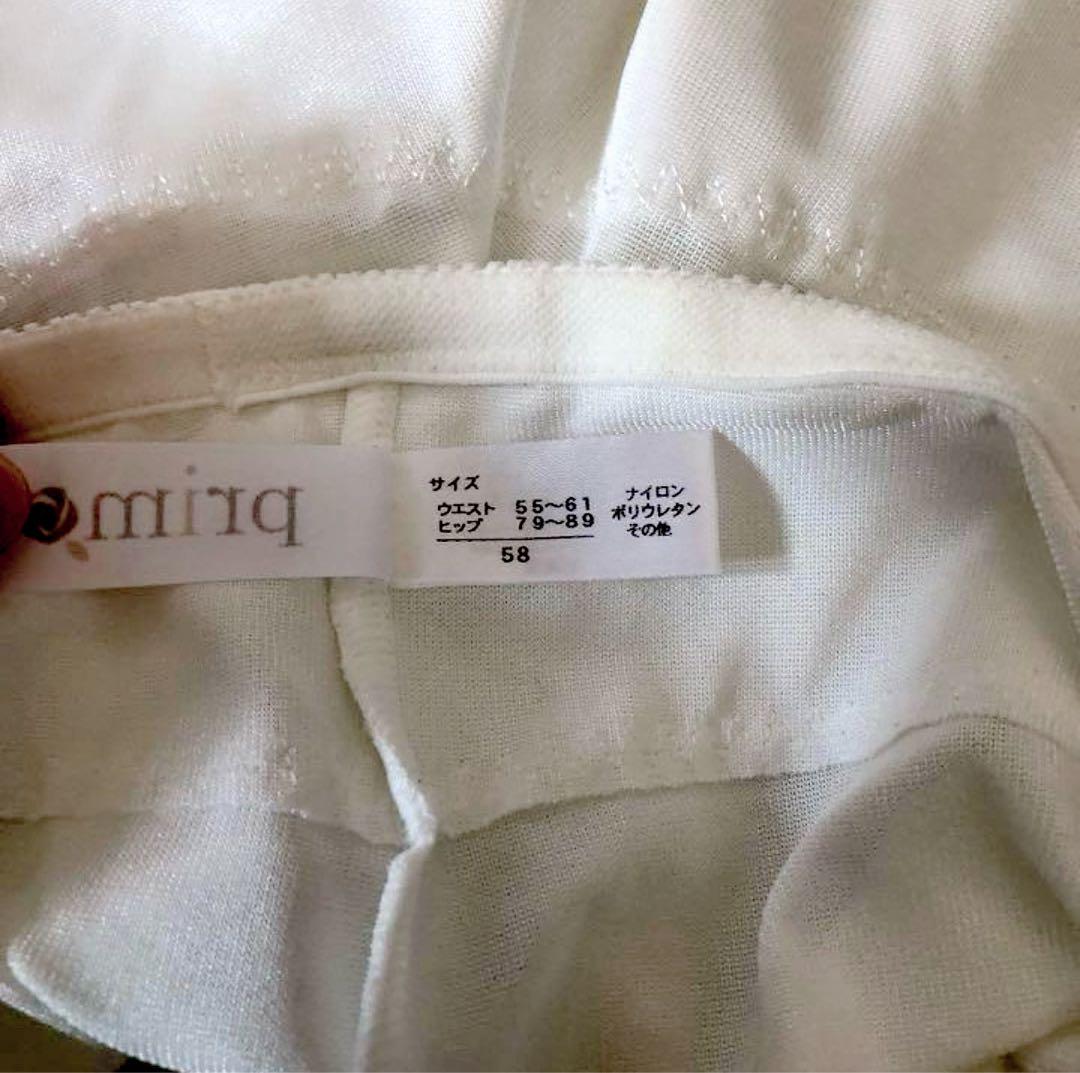 prim
サイズ
ウエスト 55～61
ヒップ 79～89
58
ナイロン
ポリウレタン
その他